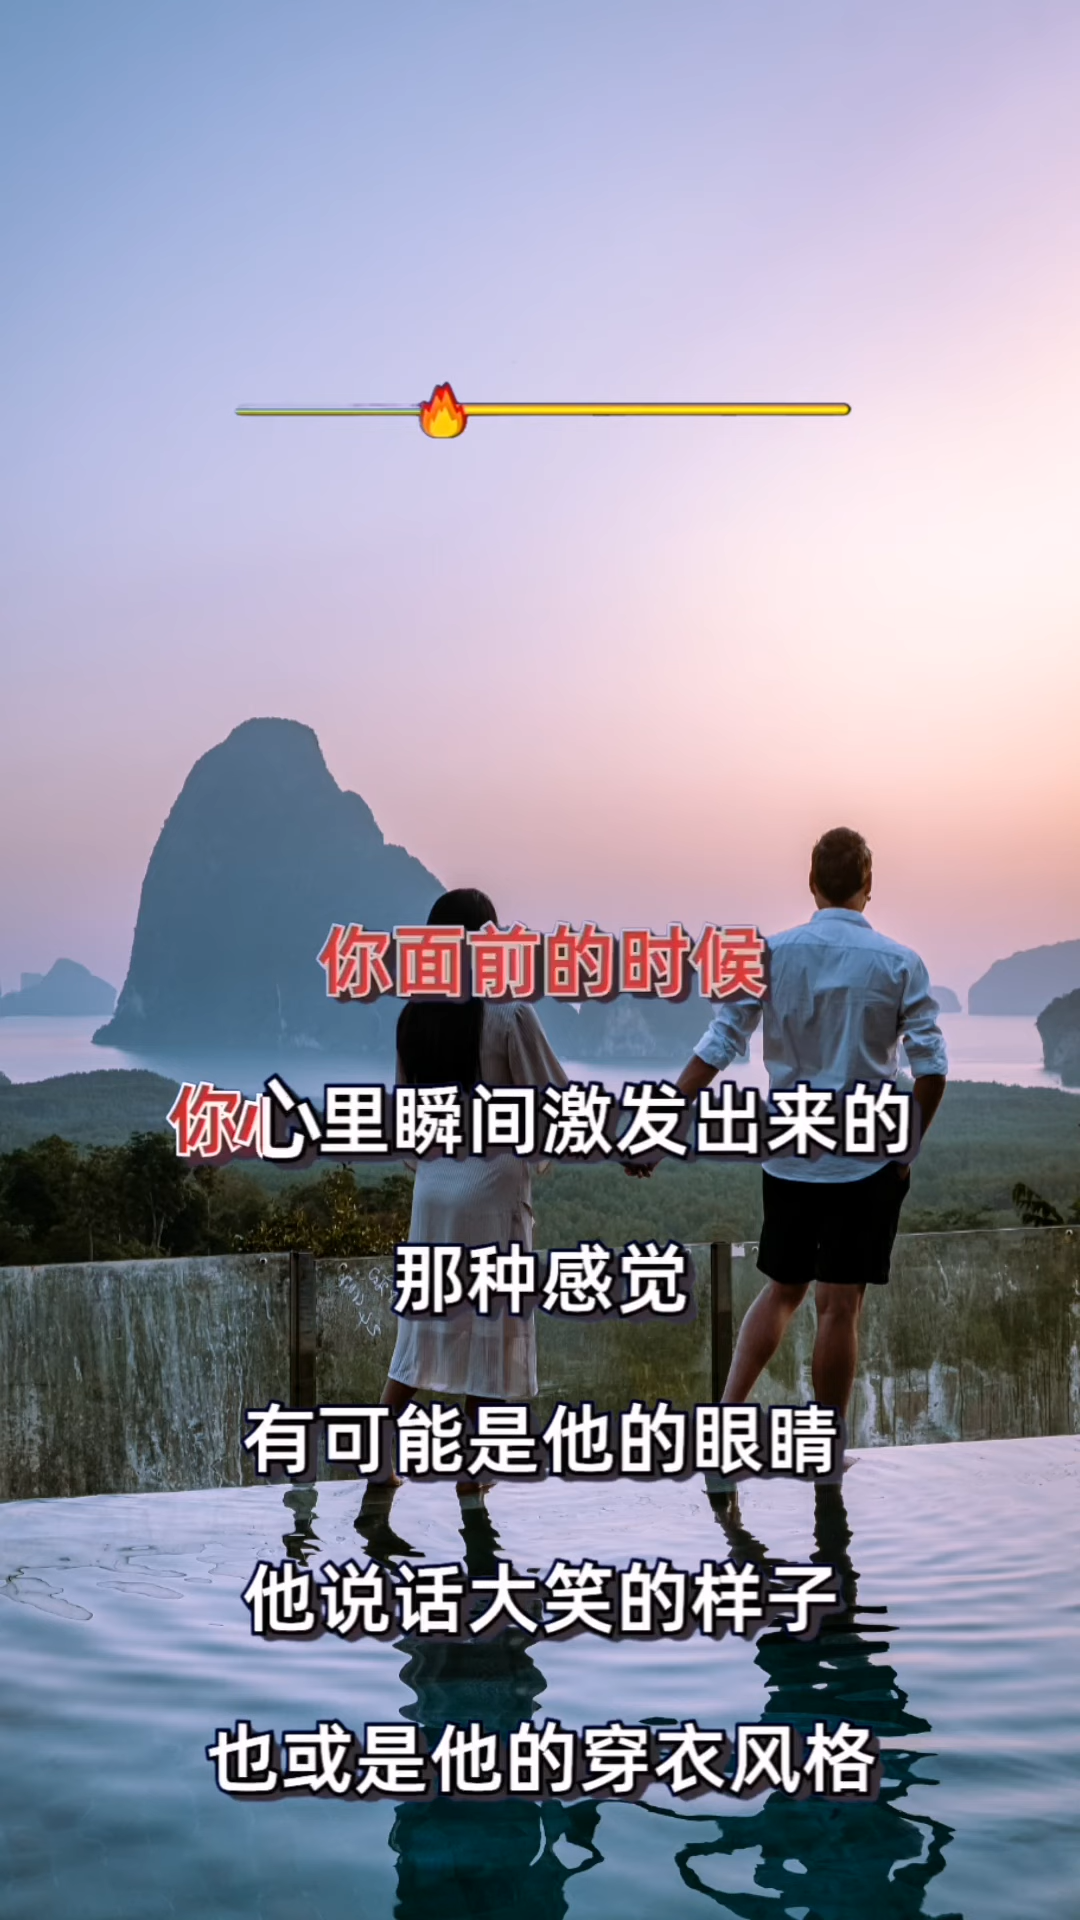 你面前的时候
你心里瞬间激发出来的
那种感觉
有可能是他的眼睛
他说话大笑的样子
也或是他的穿衣风格